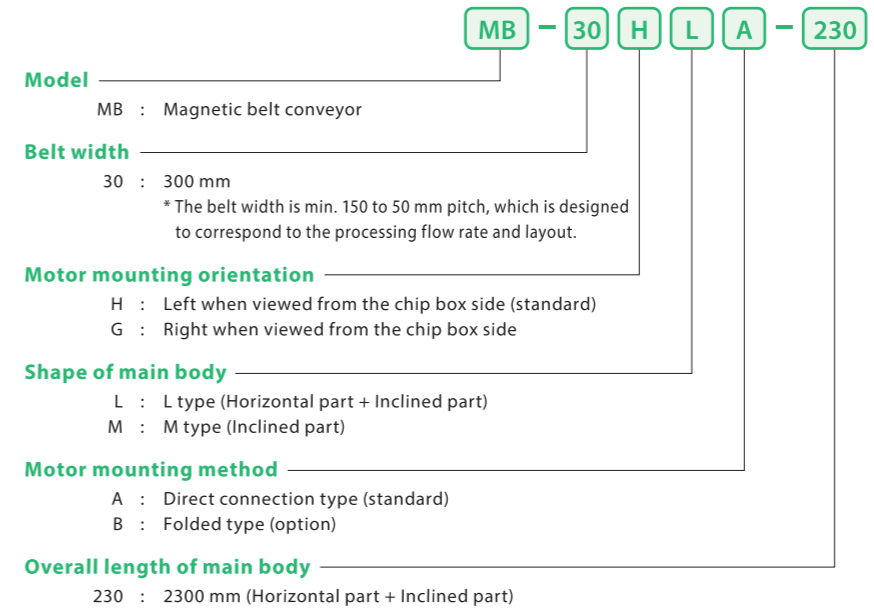 MB - 30 H L A - 230
Model
MB : Magnetic belt conveyor
Belt width
30 : 300 mm
* The belt width is min. 150 to 50 mm pitch, which is designed
to correspond to the processing flow rate and layout.
Motor mounting orientation
H : Left when viewed from the chip box side (standard)
G : Right when viewed from the chip box side
Shape of main body
L : L type (Horizontal part + Inclined part)
M : M type (Inclined part)
Motor mounting method
A : Direct connection type (standard)
B : Folded type (option)
Overall length of main body
230 : 2300 mm (Horizontal part + Inclined part)